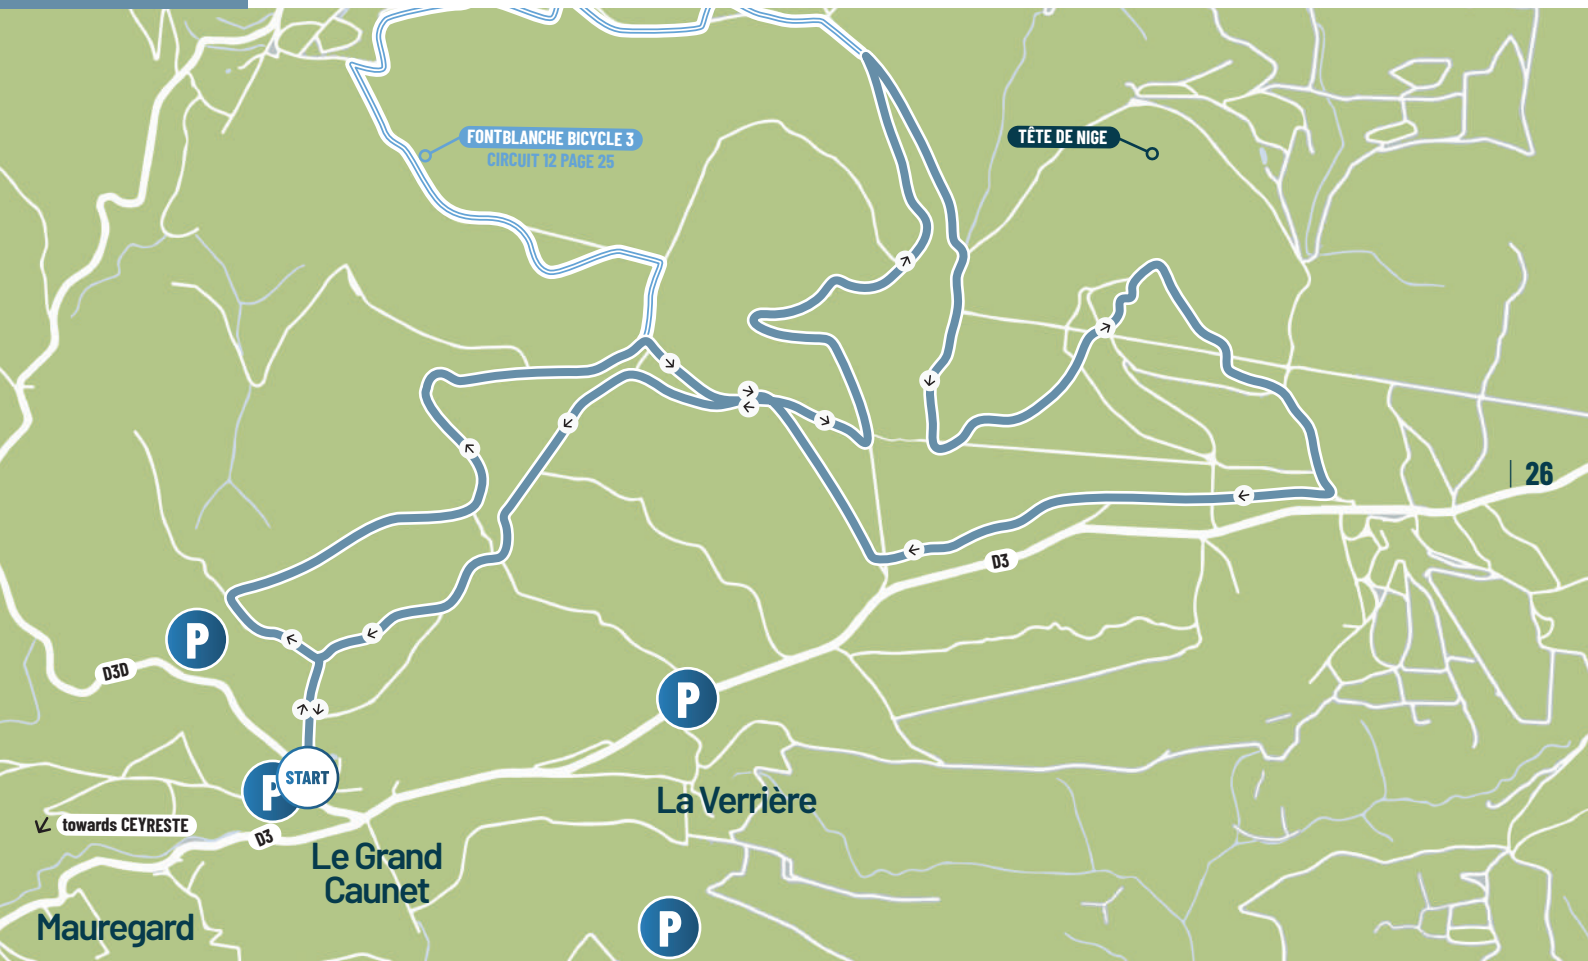 FONTBLANCHE BICYCLE 3
CIRCUIT 12 PAGE 25
TÊTE DE NIGE
26
D3
P
D3D
P
START
P
La Verrière
towards CEYRESTE
D3
Le Grand
Caunet
Mauregard
P